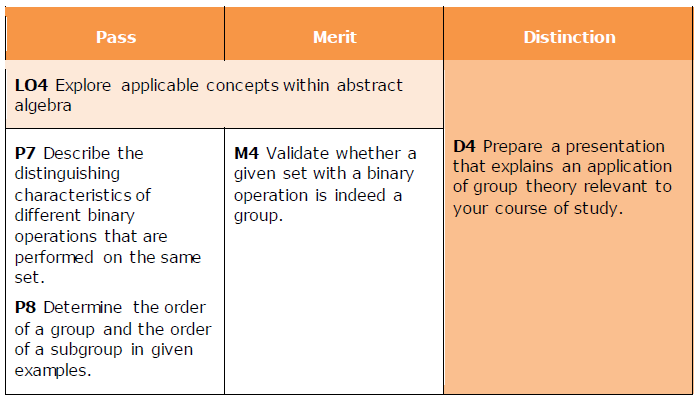 Pass
Merit
Distinction
LO4 Explore applicable concepts within abstract
algebra
P7 Describe the
distinguishing
characteristics of
different binary
operations that are
performed on the same
set.
P8 Determine the order
of a group and the order
of a subgroup in given
examples.
M4 Validate whether a
given set with a binary
operation is indeed a
group.
D4 Prepare a presentation
that explains an application
of group theory relevant to
your course of study.